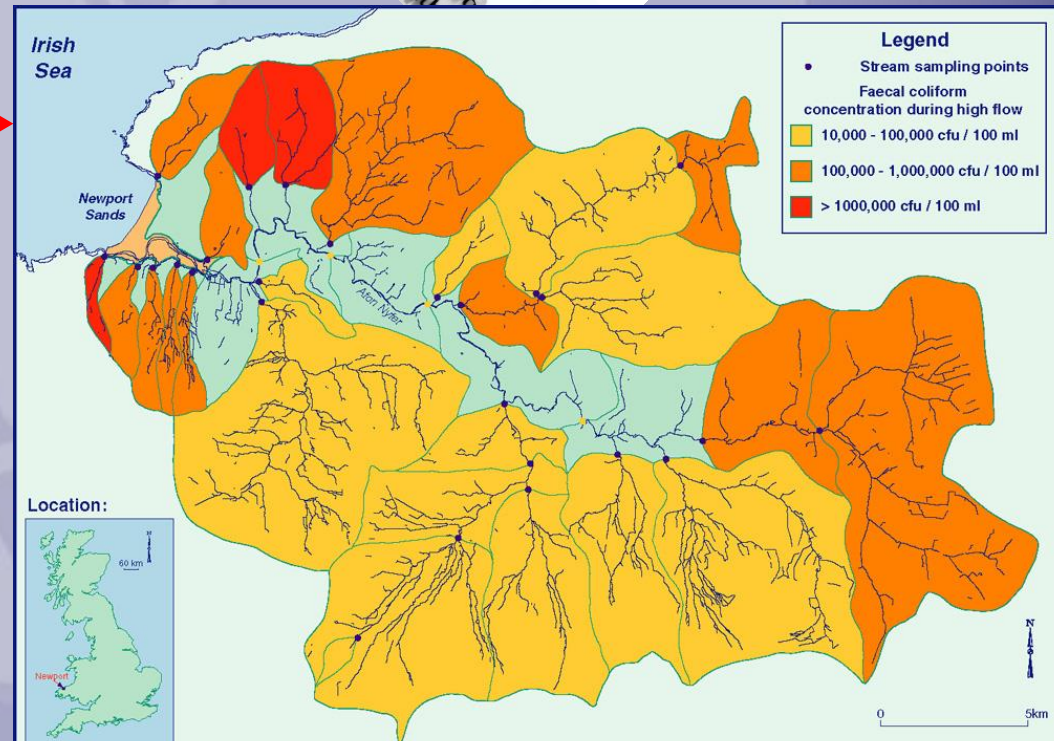 Irish
Sea
Newport
Sands
Afon Nyfer
Legend
Stream sampling points
Faecal coliform
concentration during high flow
10,000 - 100,000 cfu / 100 ml
100,000 - 1,000,000 cfu / 100 ml
> 1000,000 cfu / 100 ml
Location:
N
60 km
Newport
N
0
5km